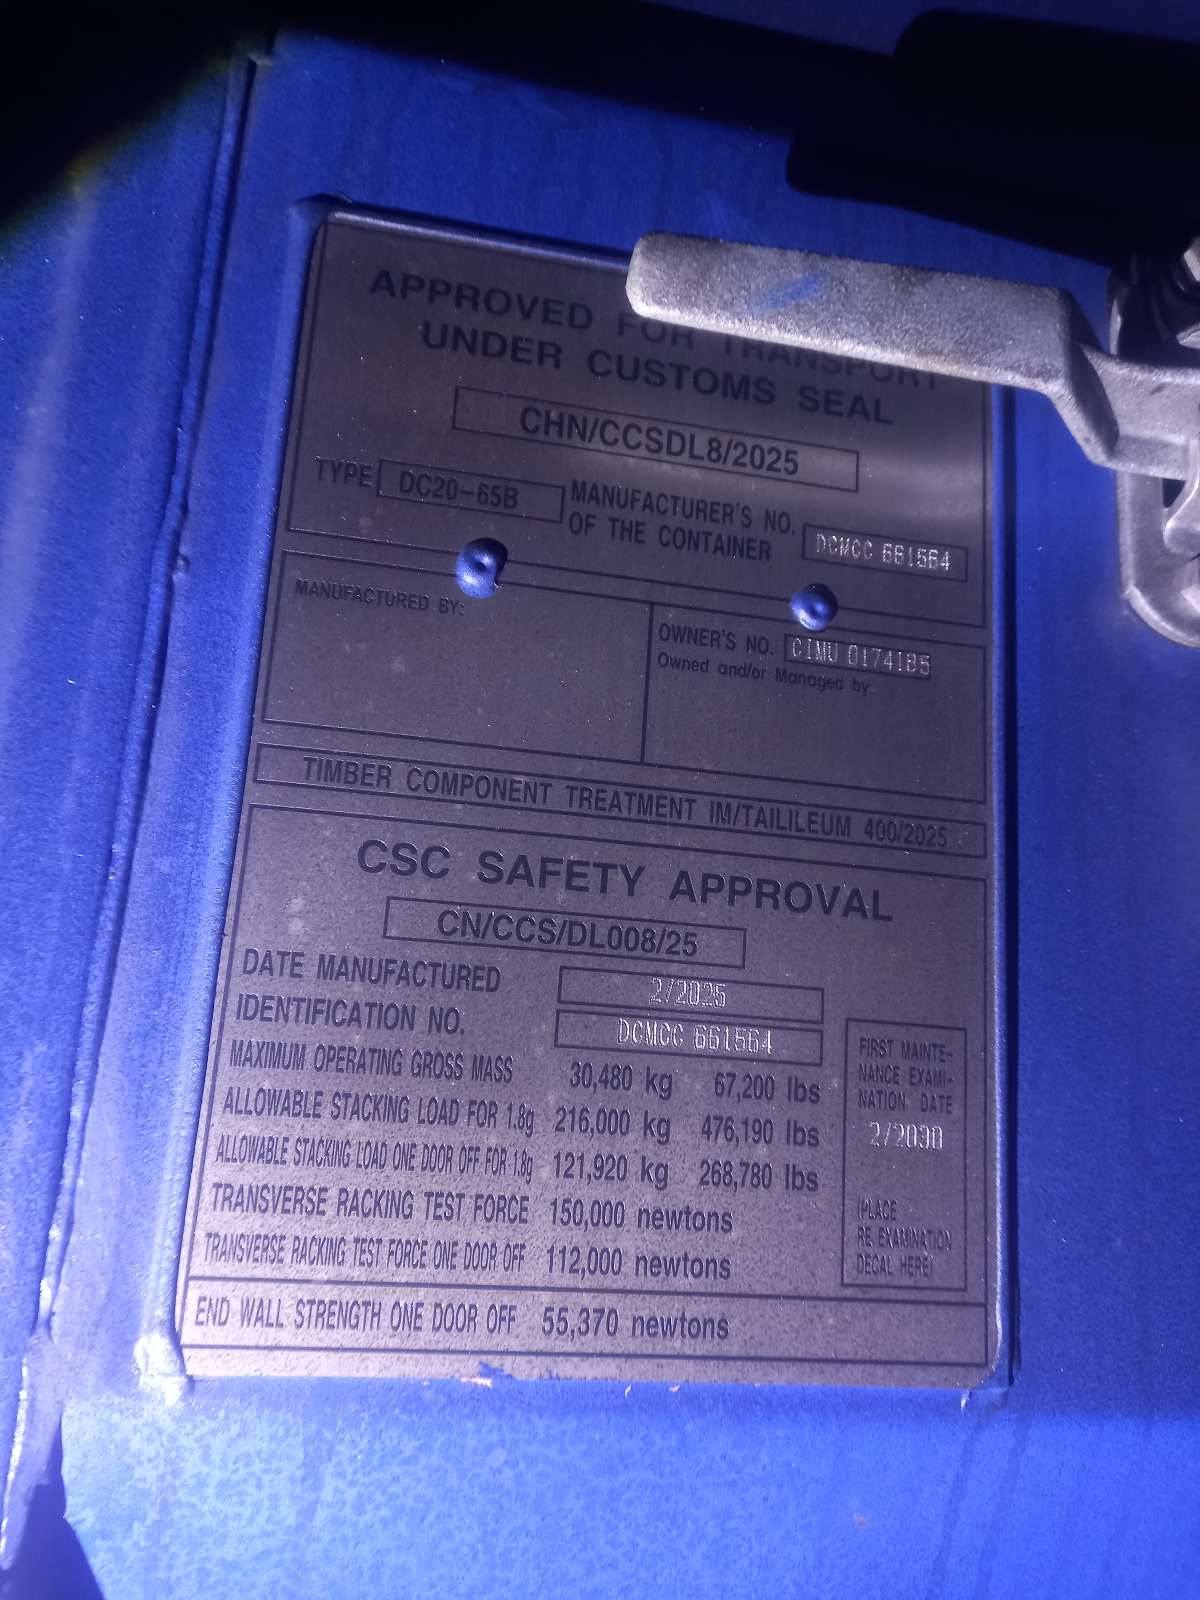 APPROVED FOR TRANSPORT
UNDER CUSTOMS SEAL
CHN/CCSDL8/2025
TYPE DC20-65B
MANUFACTURER'S NO.
OF THE CONTAINER
DCMCC 661564
MANUFACTURED BY:
OWNER'S NO. CIMU 0174185
Owned and/or Managed by
TIMBER COMPONENT TREATMENT IM/TAILILEUM 400/2025
CSC SAFETY APPROVAL
CN/CCS/DL008/25
DATE MANUFACTURED 2/2025
IDENTIFICATION NO. DCMCC 661564
MAXIMUM OPERATING GROSS MASS 30,480 kg 67,200 lbs
ALLOWABLE STACKING LOAD FOR 1.8g 216,000 kg 476,190 lbs
ALLOWABLE STACKING LOAD ONE DOOR OFF FOR 1.8g 121,920 kg 268,780 lbs
TRANSVERSE RACKING TEST FORCE 150,000 newtons
TRANSVERSE RACKING TEST FORCE ONE DOOR OFF 112,000 newtons
END WALL STRENGTH ONE DOOR OFF 55,370 newtons
FIRST MAINTE-
NANCE EXAMI-
NATION DATE
2/2030
(PLACE
RE EXAMINATION
DECAL HERE)